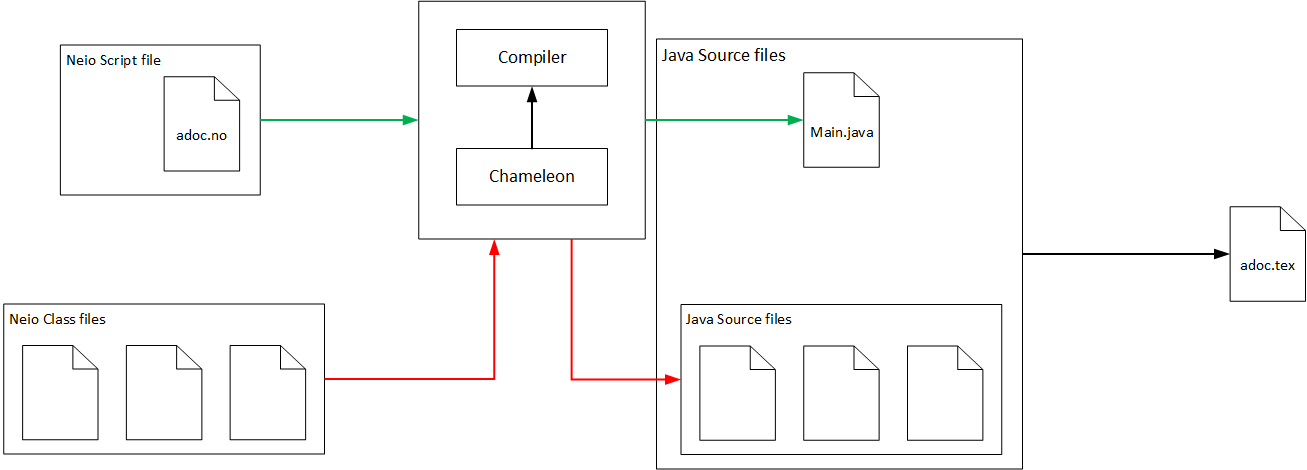 Neio Script file
adoc.no
Compiler
Chameleon
Java Source files
Main.java
adoc.tex
Neio Class files
Java Source files